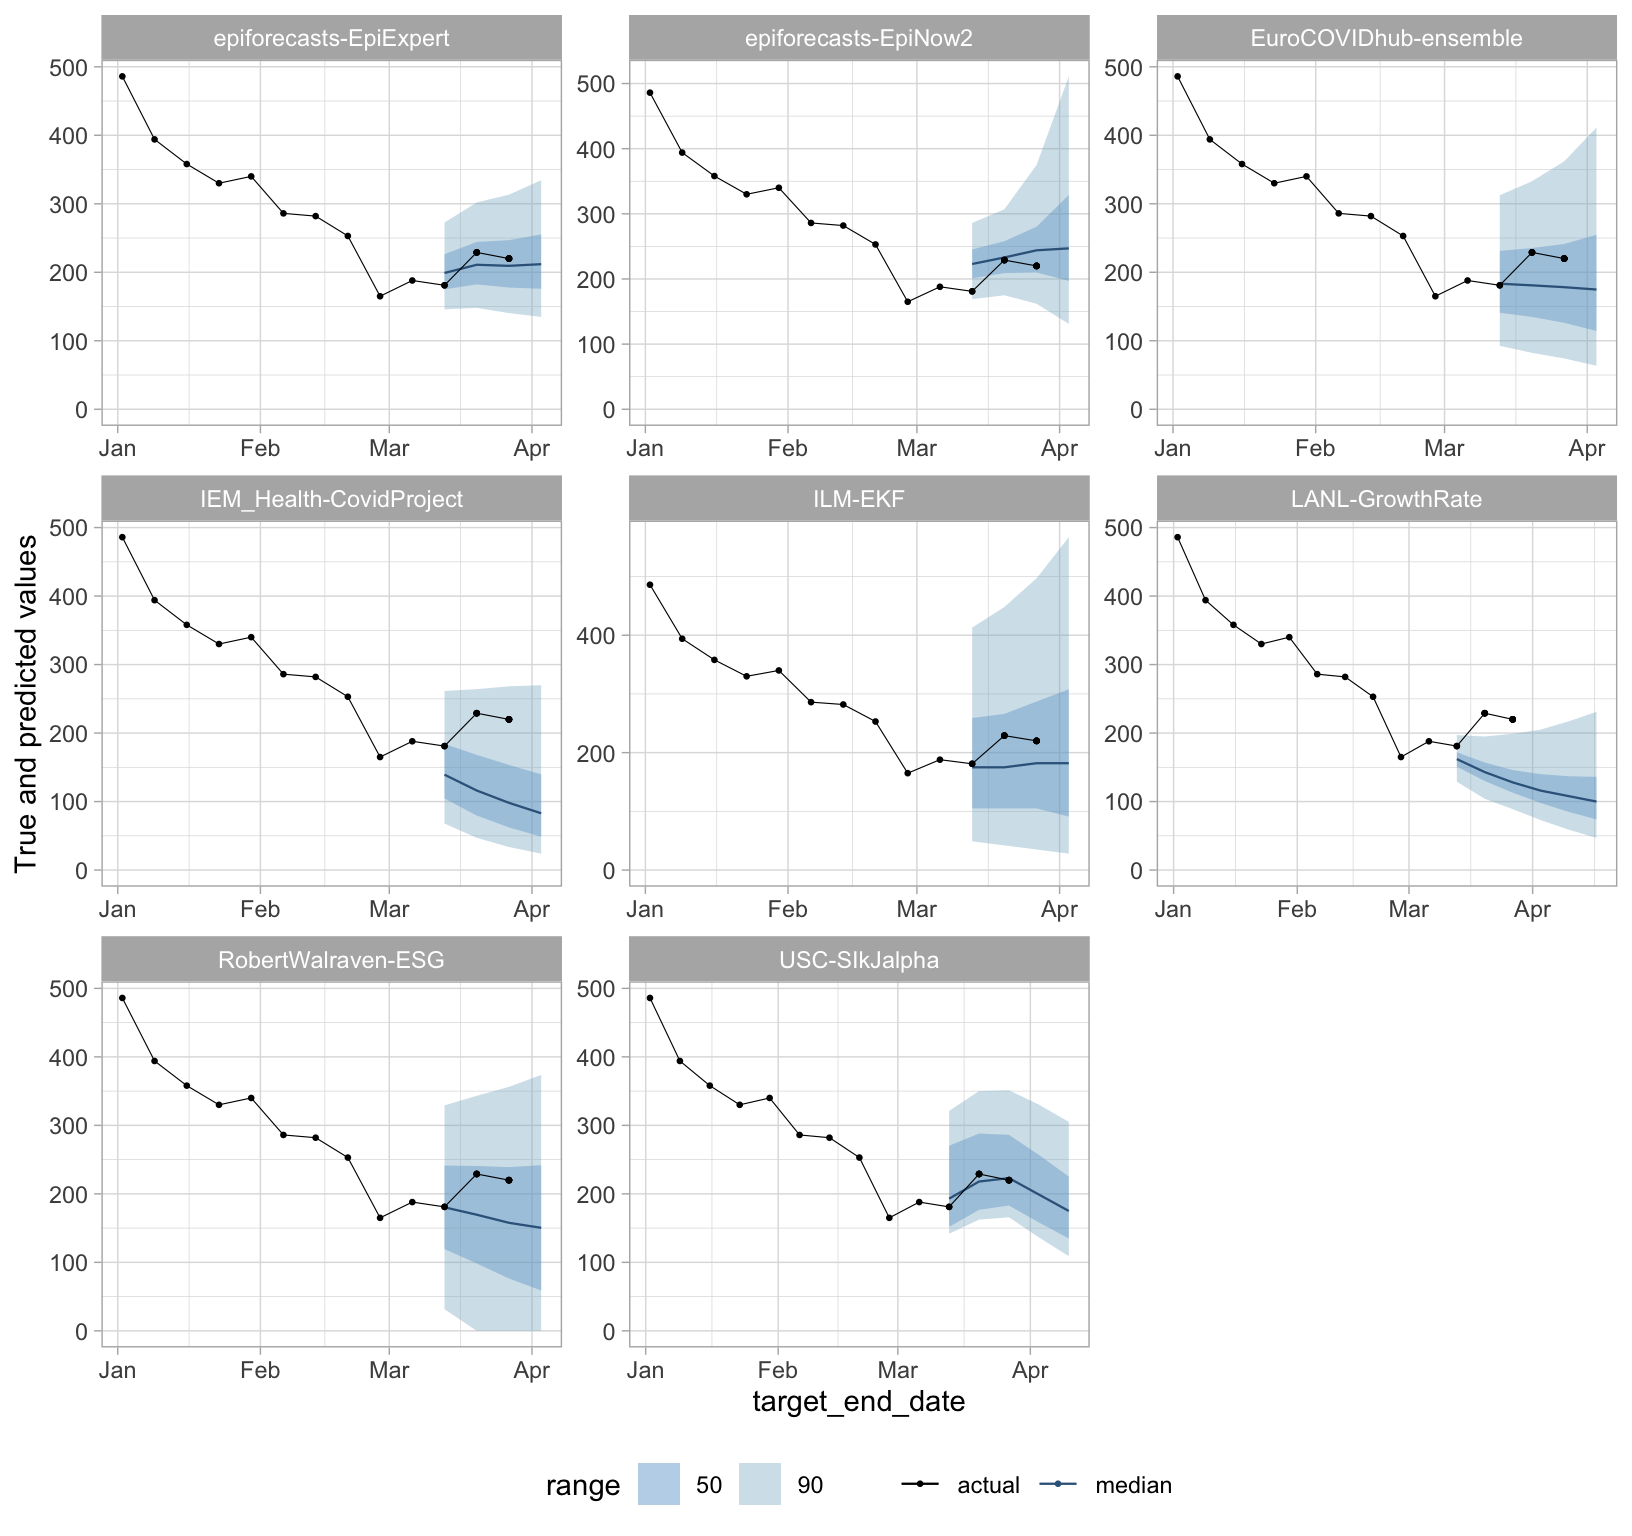 epiforecasts-EpiExpert
epiforecasts-EpiNow2
EuroCOVIDhub-ensemble
500
400
300
200
100
0
500
400
300
200
100
0
500
400
300
200
100
0
Jan Feb Mar Apr
Jan Feb Mar Apr
Jan Feb Mar Apr
IEM_Health-CovidProject
ILM-EKF
LANL-GrowthRate
True and predicted values
500
400
300
200
100
0
400
200
0
500
400
300
200
100
0
Jan Feb Mar Apr
Jan Feb Mar Apr
Jan Feb Mar Apr
RobertWalraven-ESG
USC-SIkJalpha
500
400
300
200
100
0
500
400
300
200
100
0
Jan Feb Mar Apr
Jan Feb Mar Apr
target_end_date
range 50 90 actual median